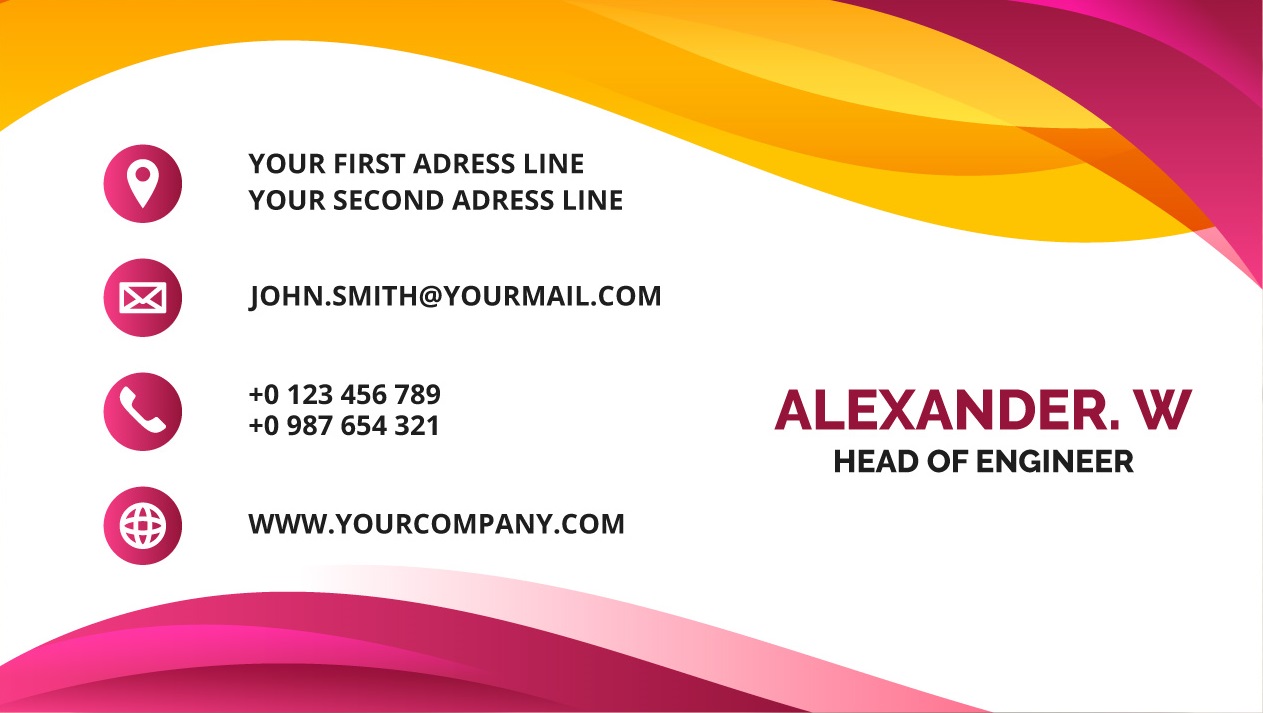 YOUR FIRST ADRESS LINE
YOUR SECOND ADRESS LINE
JOHN.SMITH@YOURMAIL.COM
+0 123 456 789
+0 987 654 321
WWW.YOURCOMPANY.COM
ALEXANDER. W
HEAD OF ENGINEER